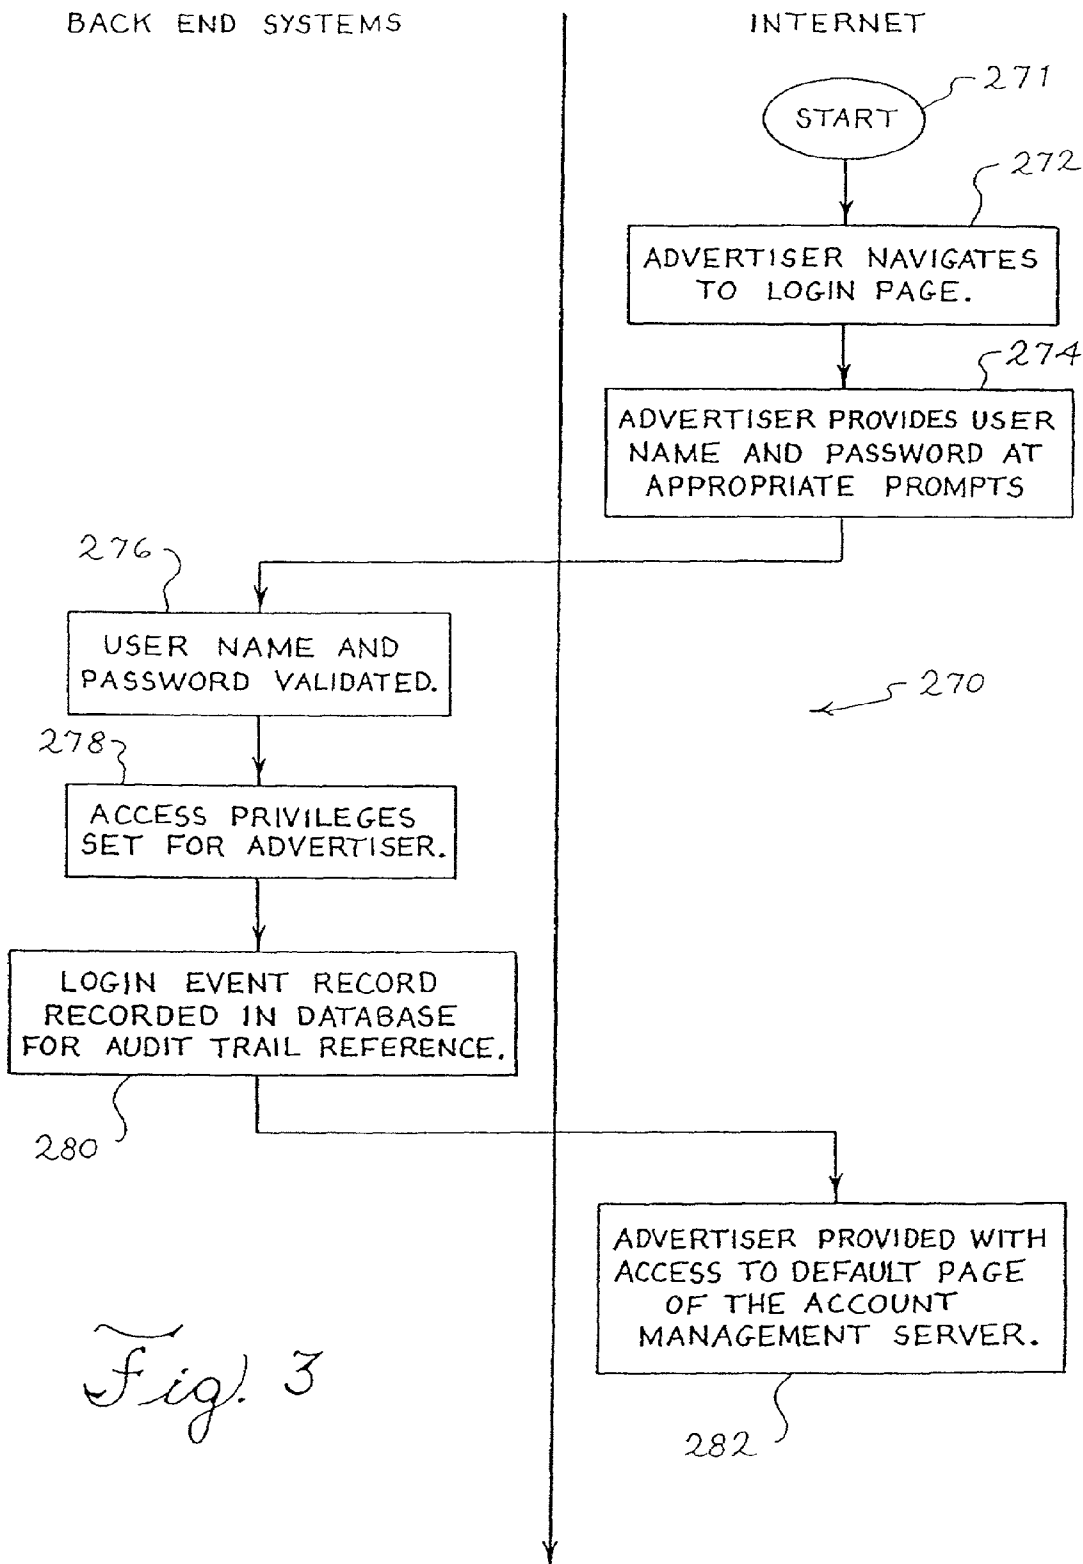 BACK END SYSTEMS
INTERNET
271
START
272
ADVERTISER NAVIGATES
TO LOGIN PAGE.
274
ADVERTISER PROVIDES USER
NAME AND PASSWORD AT
APPROPRIATE PROMPTS
276
USER NAME AND
PASSWORD VALIDATED.
270
278
ACCESS PRIVILEGES
SET FOR ADVERTISER.
LOGIN EVENT RECORD
RECORDED IN DATABASE
FOR AUDIT TRAIL REFERENCE.
280
ADVERTISER PROVIDED WITH
ACCESS TO DEFAULT PAGE
OF THE ACCOUNT
MANAGEMENT SERVER.
282
Fig. 3